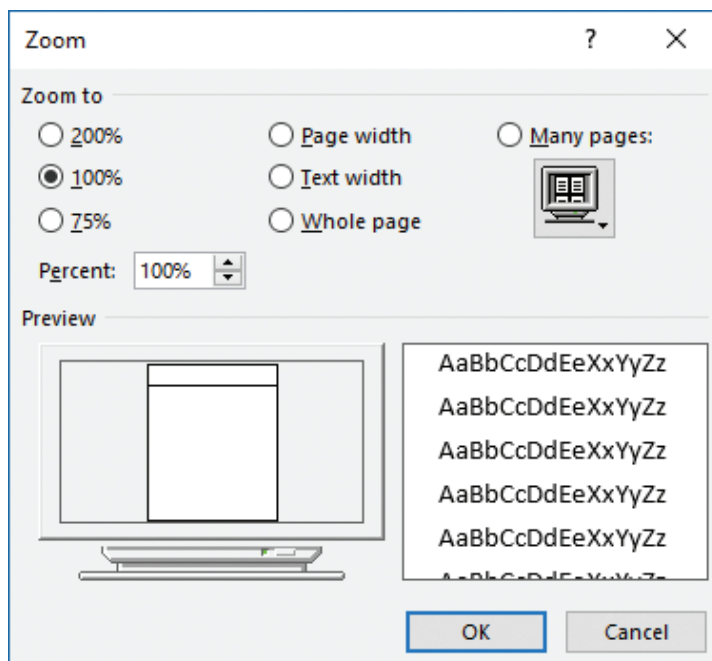 Zoom ?
Zoom to
200% Page width Many pages:
100% Text width
75% Whole page
Percent: 100%
Preview
AaBbCcDdEeXxYyZz
AaBbCcDdEeXxYyZz
AaBbCcDdEeXxYyZz
AaBbCcDdEeXxYyZz
AaBbCcDdEeXxYyZz
AaBbCcDdEeXxYyZz
OK Cancel